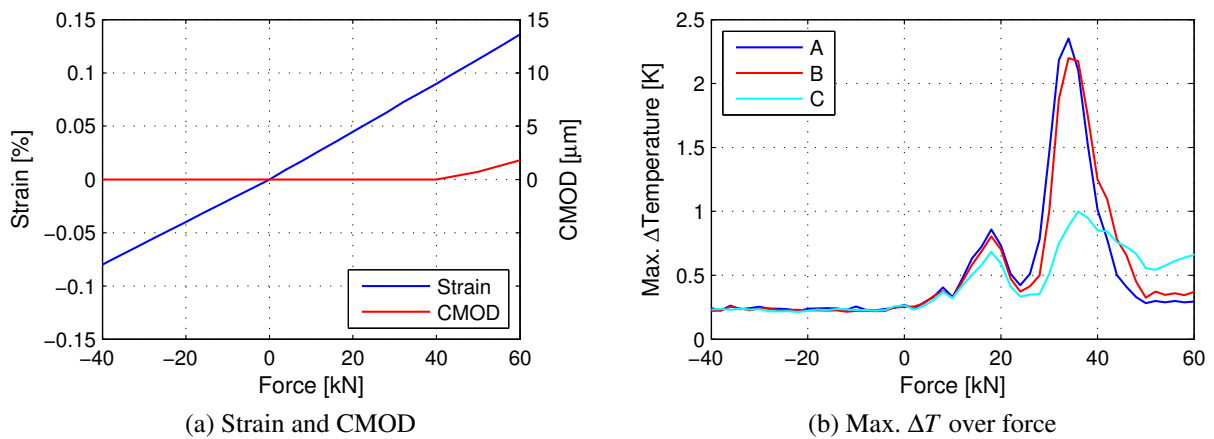 0.15
0.1
0.05
0
−0.05
−0.1
−0.15
Strain [%]
15
10
5
0
CMOD [μm]
Strain
CMOD
−40
−20
0
20
40
60
Force [kN]
(a) Strain and CMOD
2.5
2
1.5
1
0.5
0
Max. ΔTemperature [K]
A
B
C
−40
−20
0
20
40
60
Force [kN]
(b) Max. ΔT over force